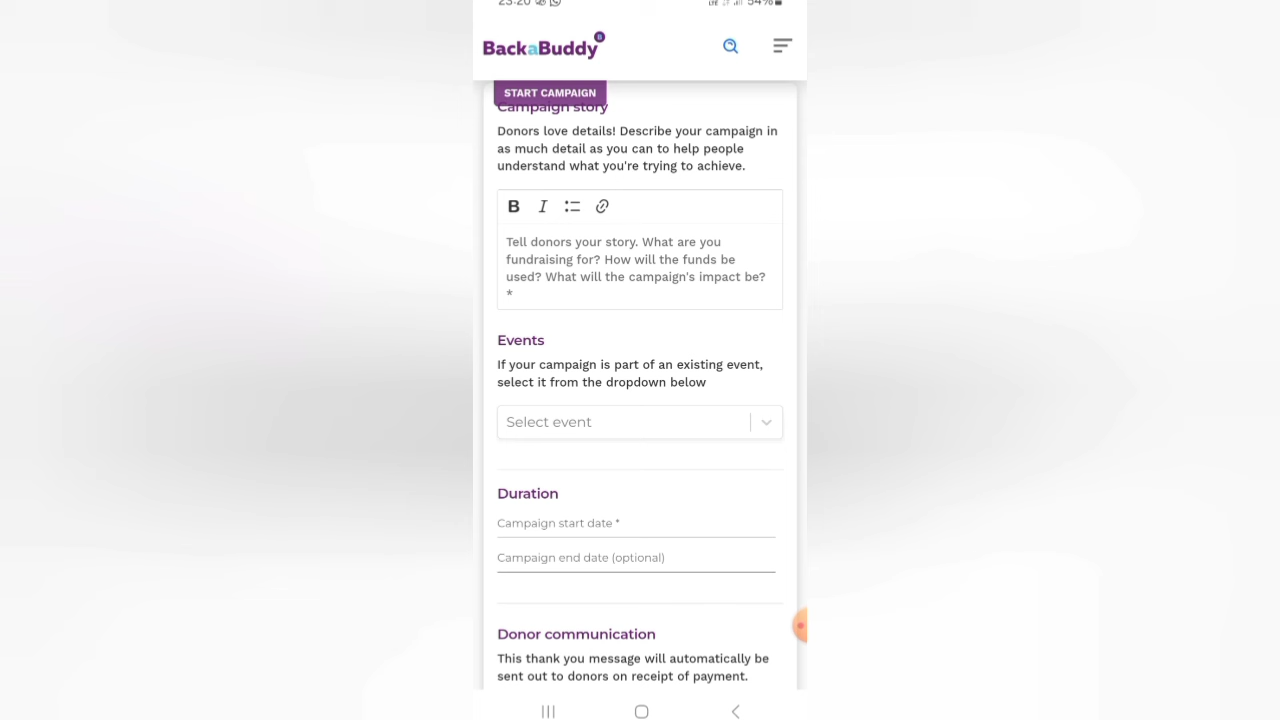 23:20 54%
BackaBuddy B
START CAMPAIGN
Campaign story
Donors love details! Describe your campaign in
as much detail as you can to help people
understand what you're trying to achieve.
B I
Tell donors your story. What are you
fundraising for? How will the funds be
used? What will the campaign's impact be?
*
Events
If your campaign is part of an existing event,
select it from the dropdown below
Select event
Duration
Campaign start date *
Campaign end date (optional)
Donor communication
This thank you message will automatically be
sent out to donors on receipt of payment.